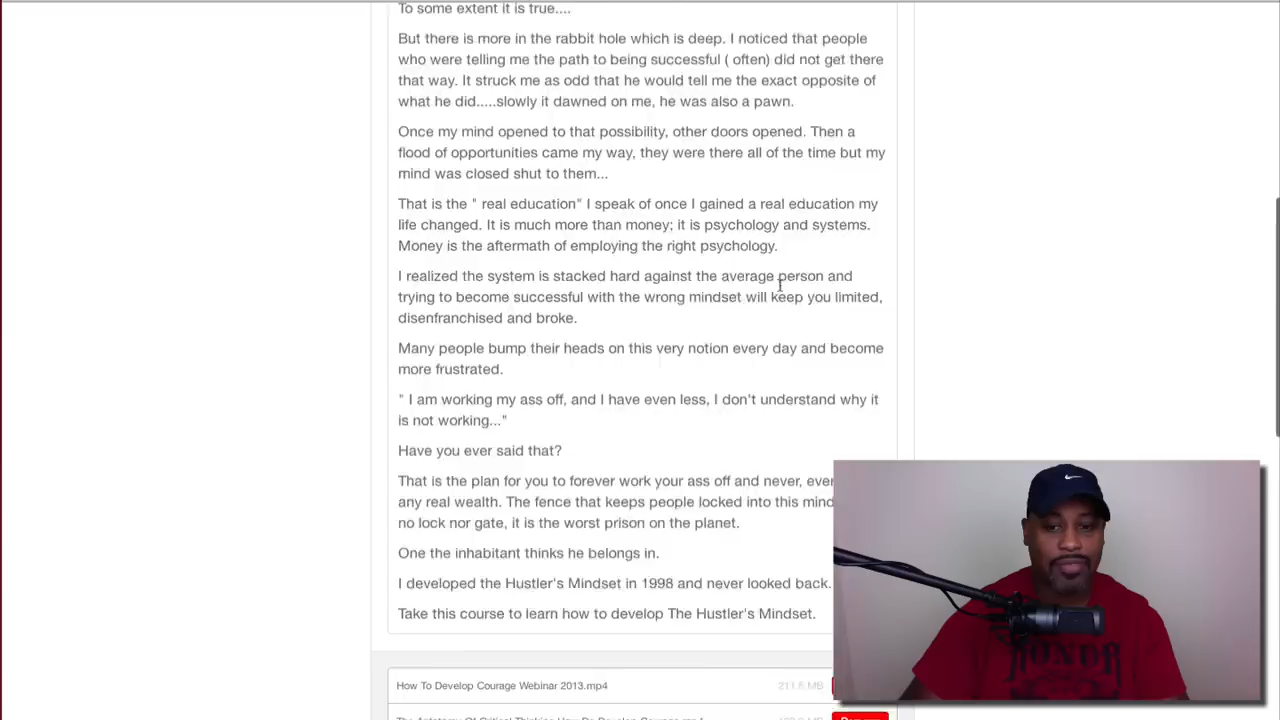 To some extent it is true....
But there is more in the rabbit hole which is deep. I noticed that people
who were telling me the path to being successful ( often) did not get there
that way. It struck me as odd that he would tell me the exact opposite of
what he did.....slowly it dawned on me, he was also a pawn.
Once my mind opened to that possibility, other doors opened. Then a
flood of opportunities came my way, they were there all of the time but my
mind was closed shut to them...
That is the " real education" I speak of once I gained a real education my
life changed. It is much more than money; it is psychology and systems.
Money is the aftermath of employing the right psychology.
I realized the system is stacked hard against the average person and
trying to become successful with the wrong mindset will keep you limited,
disenfranchised and broke.
Many people bump their heads on this very notion every day and become
more frustrated.
" I am working my ass off, and I have even less, I don't understand why it
is not working..."
Have you ever said that?
That is the plan for you to forever work your ass off and never, ever
any real wealth. The fence that keeps people locked into this mind
no lock nor gate, it is the worst prison on the planet.
One the inhabitant thinks he belongs in.
I developed the Hustler's Mindset in 1998 and never looked back.
Take this course to learn how to develop The Hustler's Mindset.
How To Develop Courage Webinar 2013.mp4
HONOR